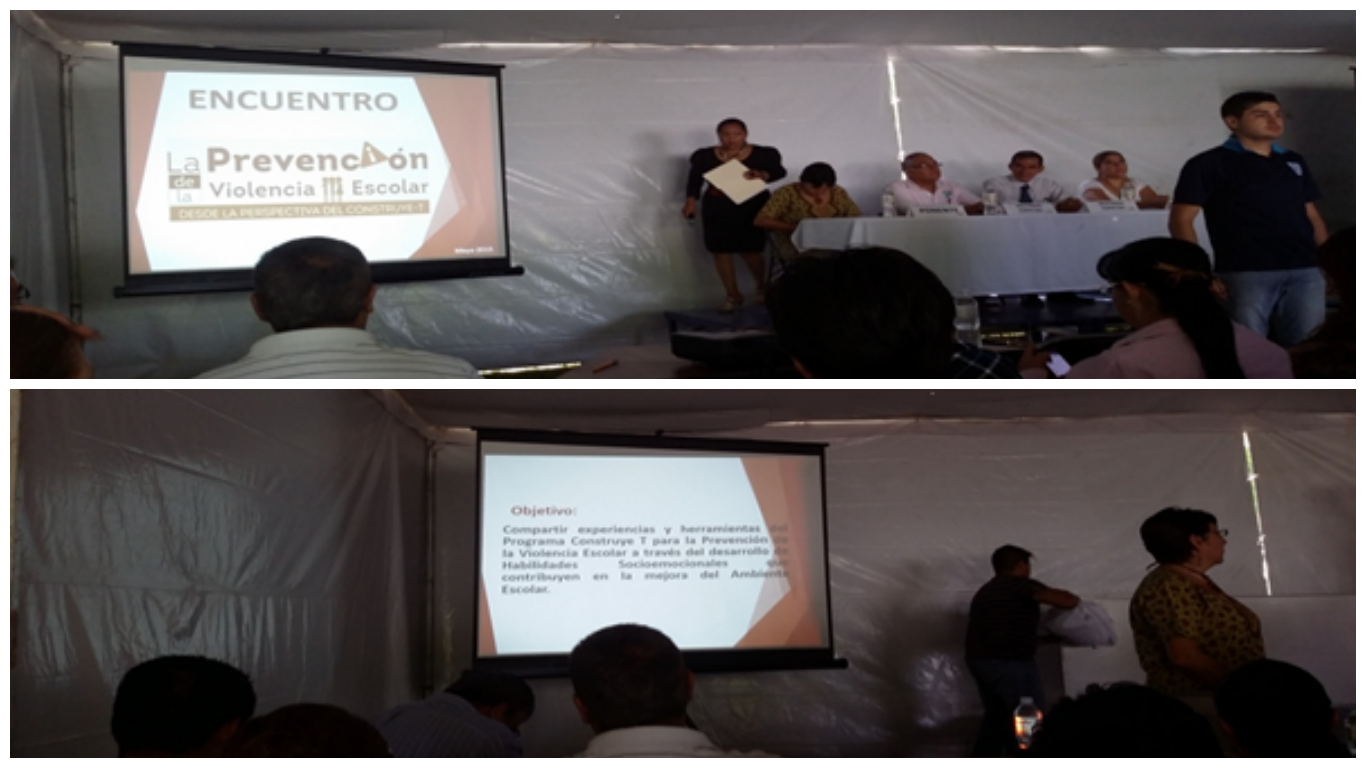 ENCUENTRO
La Prevención
de la Violencia Escolar
DESDE LA PERSPECTIVA DEL CONSTRUYE-T
Objetivo:
Compartir experiencias y herramientas del
Programa Construye T para la Prevención de
la Violencia Escolar a través del desarrollo de
Habilidades Socioemocionales que
contribuyen en la mejora del Ambiente
Escolar.